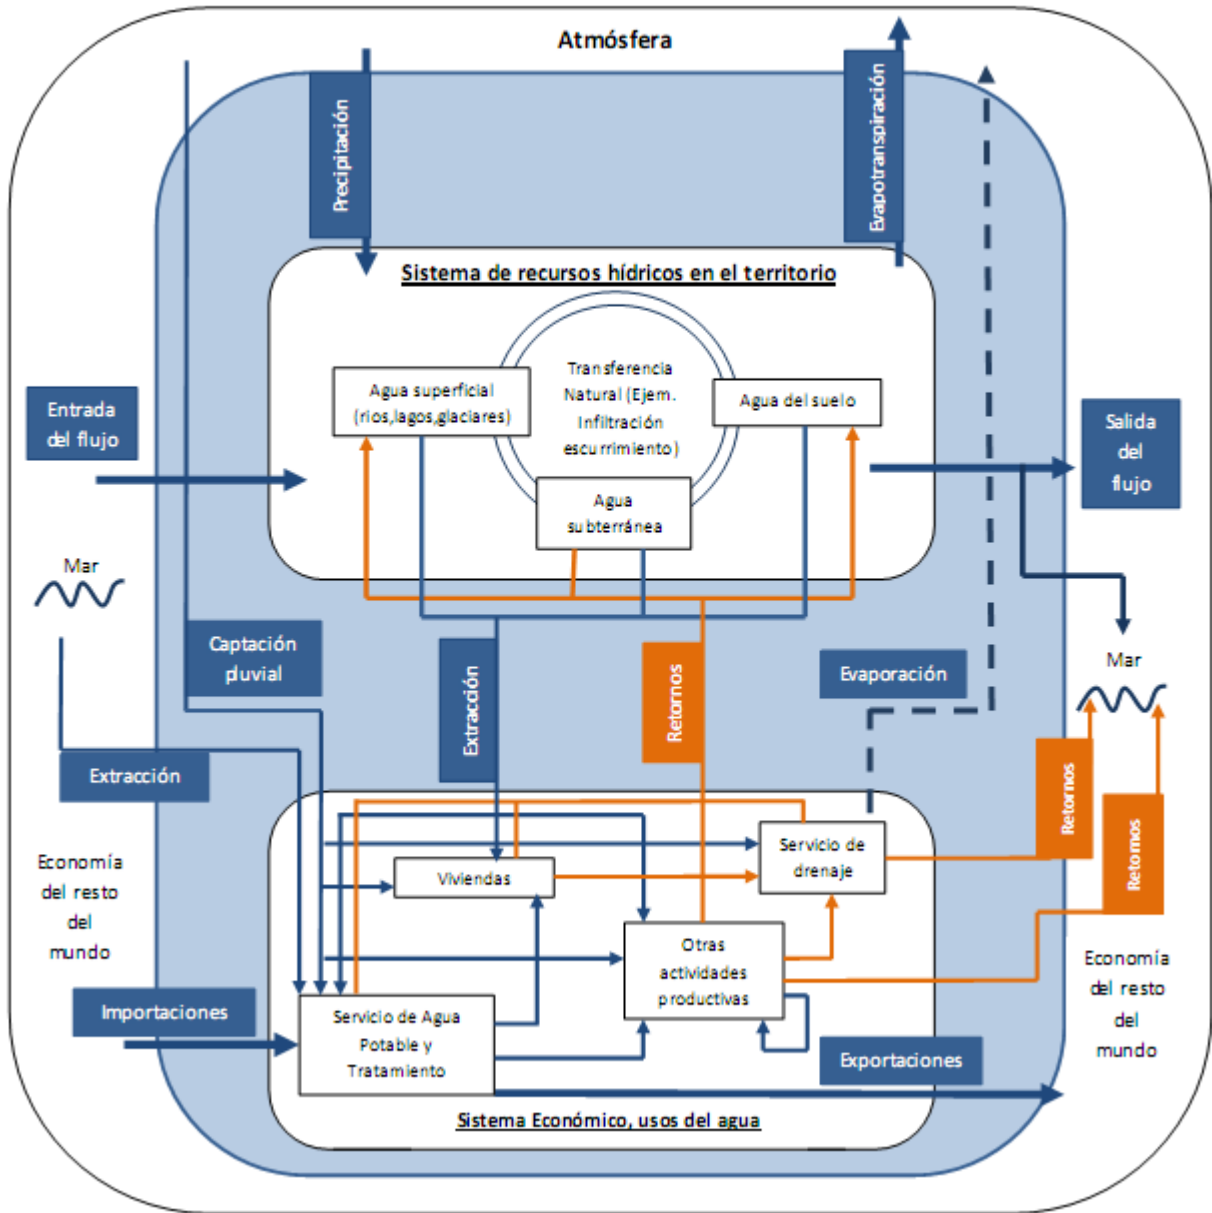 Atmósfera
Precipitación
Evapotranspiración
Sistema de recursos hídricos en el territorio
Agua superficial
(rios,lagos,glaciares)
Transferencia
Natural (Ejem.
Infiltración
escurrimiento)
Agua del suelo
Agua
subterránea
Entrada
del flujo
Salida
del
flujo
Mar
Captación
pluvial
Extracción
Retornos
Evaporación
Mar
Extracción
Retornos
Retornos
Economía
del resto
del
mundo
Viviendas
Servicio de
drenaje
Otras
actividades
productivas
Economía
del resto
del
mundo
Importaciones
Servicio de Agua
Potable y
Tratamiento
Exportaciones
Sistema Económico, usos del agua